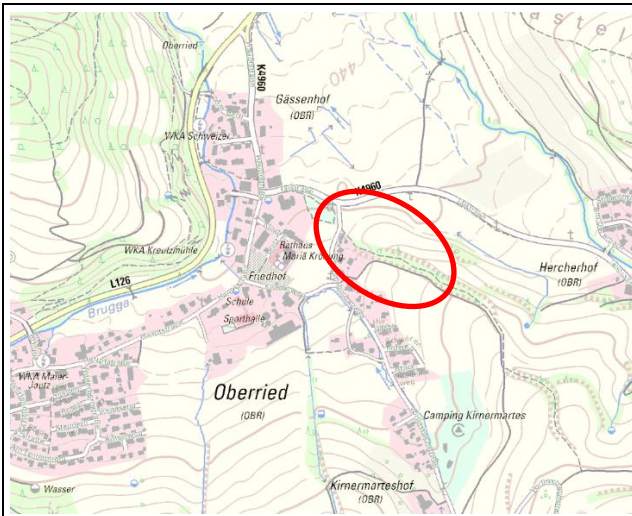 Oberried
K4960
Gässenhof
(OBR)
440
WKA Schweizer
K4960
Rathaus
Mariä Krönung
WKA Kreutzmühle
Friedhof
L126
Brugga
Schule
Sporthalle
Hercherhof
(OBR)
WKA Maier-
Jautz
Oberried
(OBR)
Camping Kirnermartes
Wasser
Kirnermarteshof
(OBR)